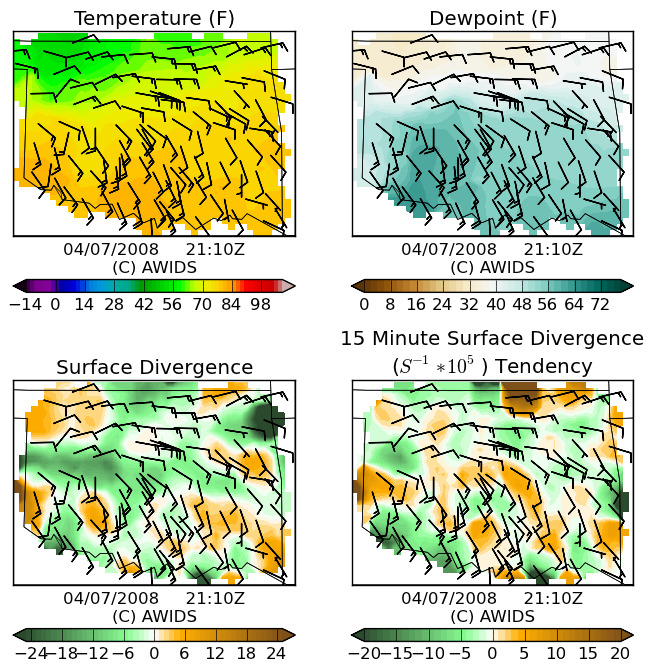 Temperature (F)
Dewpoint (F)
04/07/2008 21:10Z
(C) AWIDS
04/07/2008 21:10Z
(C) AWIDS
−14 0 14 28 42 56 70 84 98
0 8 16 24 32 40 48 56 64 72
Surface Divergence
15 Minute Surface Divergence
(S⁻¹ ∗10⁵ ) Tendency
04/07/2008 21:10Z
(C) AWIDS
04/07/2008 21:10Z
(C) AWIDS
−24 −18 −12 −6 0 6 12 18 24
−20 −15 −10 −5 0 5 10 15 20